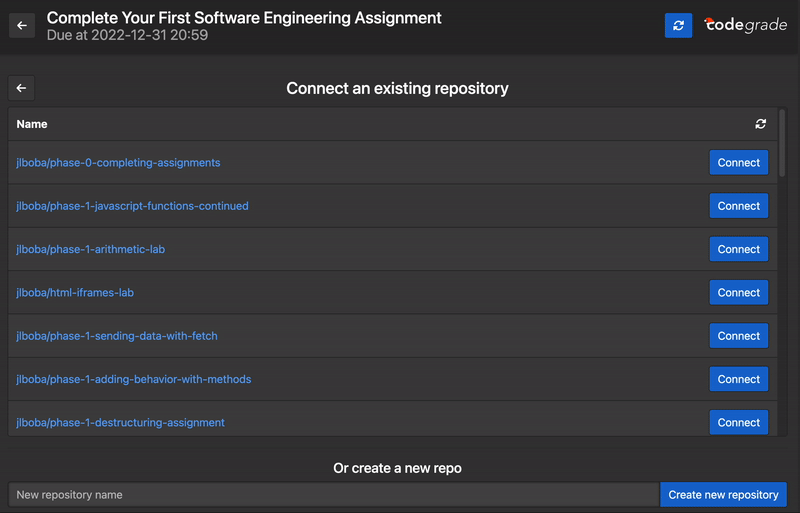 Complete Your First Software Engineering Assignment
Due at 2022-12-31 20:59
codegrade
Connect an existing repository
Name
jlboba/phase-0-completing-assignments Connect
jlboba/phase-1-javascript-functions-continued Connect
jlboba/phase-1-arithmetic-lab Connect
jlboba/html-iframes-lab Connect
jlboba/phase-1-sending-data-with-fetch Connect
jlboba/phase-1-adding-behavior-with-methods Connect
jlboba/phase-1-destructuring-assignment Connect
Or create a new repo
New repository name Create new repository